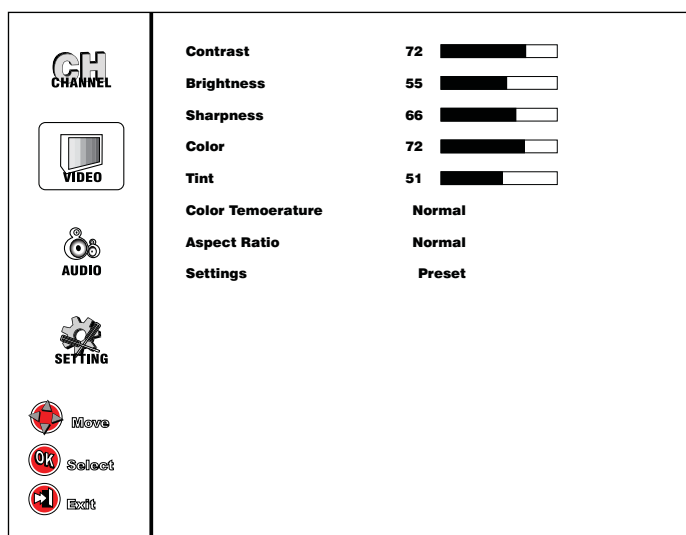 CH
CHANNEL
VIDEO
AUDIO
SETTING
Move
OK Select
Exit
Contrast 72
Brightness 55
Sharpness 66
Color 72
Tint 51
Color Temoerature Normal
Aspect Ratio Normal
Settings Preset